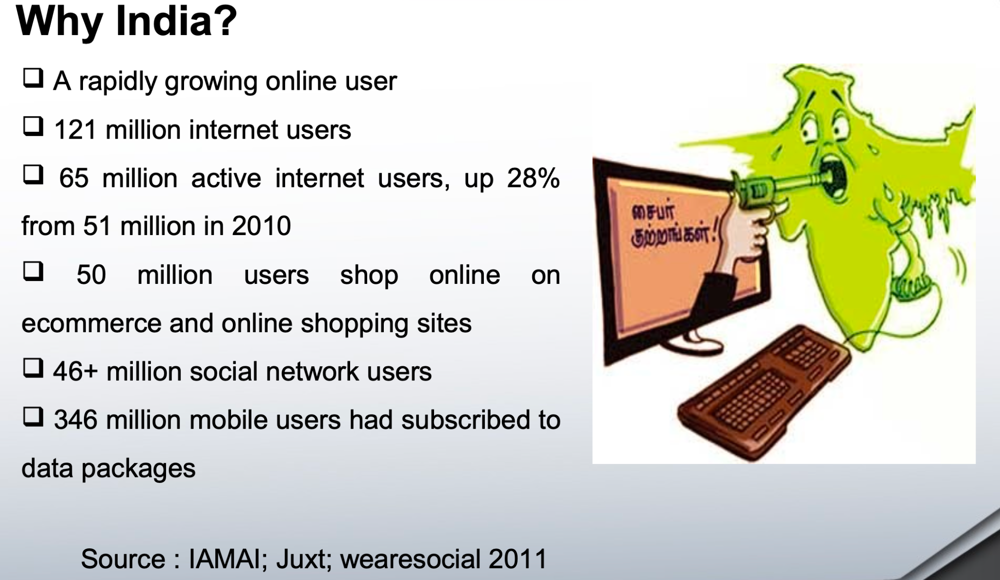 Why India?
❑ A rapidly growing online user
❑ 121 million internet users
❑ 65 million active internet users, up 28%
from 51 million in 2010
❑ 50 million users shop online on
ecommerce and online shopping sites
❑ 46+ million social network users
❑ 346 million mobile users had subscribed to
data packages
Source : IAMAI; Juxt; wearesocial 2011
சைபர்
குற்றங்கள்!